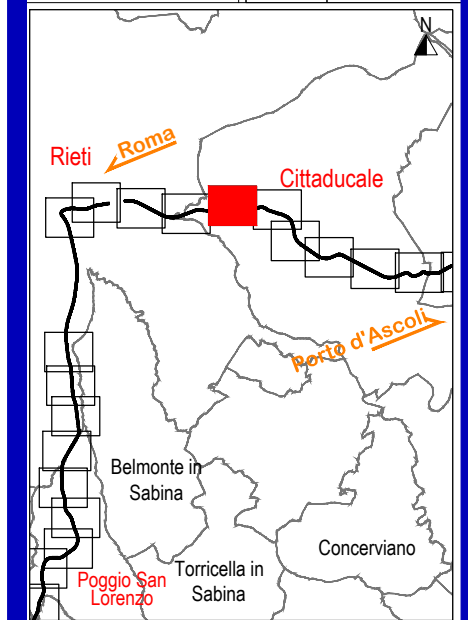 N
Roma
Rieti
Cittaducale
Porto d'Ascoli
Belmonte in
Sabina
Concerviano
Poggio San
Lorenzo
Torricella in
Sabina